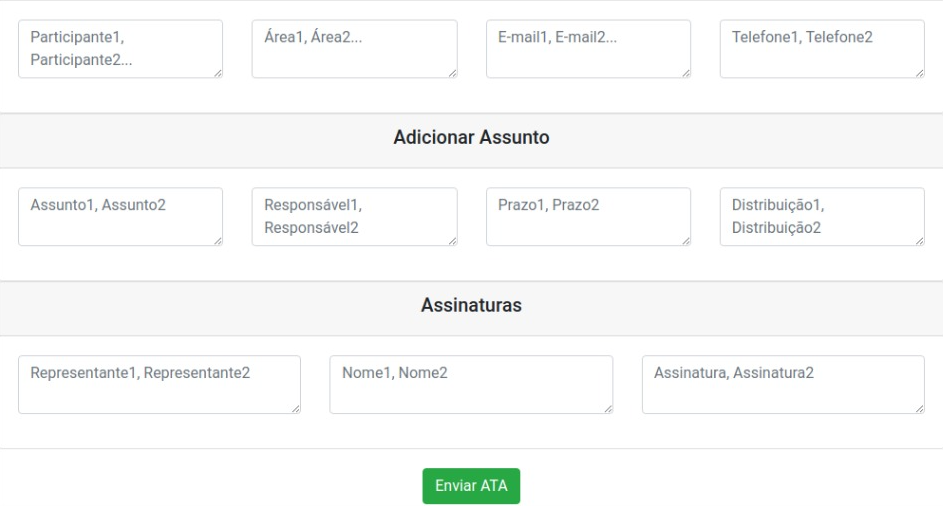 Participante1,
Participante2...
Área1, Área2...
E-mail1, E-mail2...
Telefone1, Telefone2
Adicionar Assunto
Assunto1, Assunto2
Responsável1,
Responsável2
Prazo1, Prazo2
Distribuição1,
Distribuição2
Assinaturas
Representante1, Representante2
Nome1, Nome2
Assinatura, Assinatura2
Enviar ATA